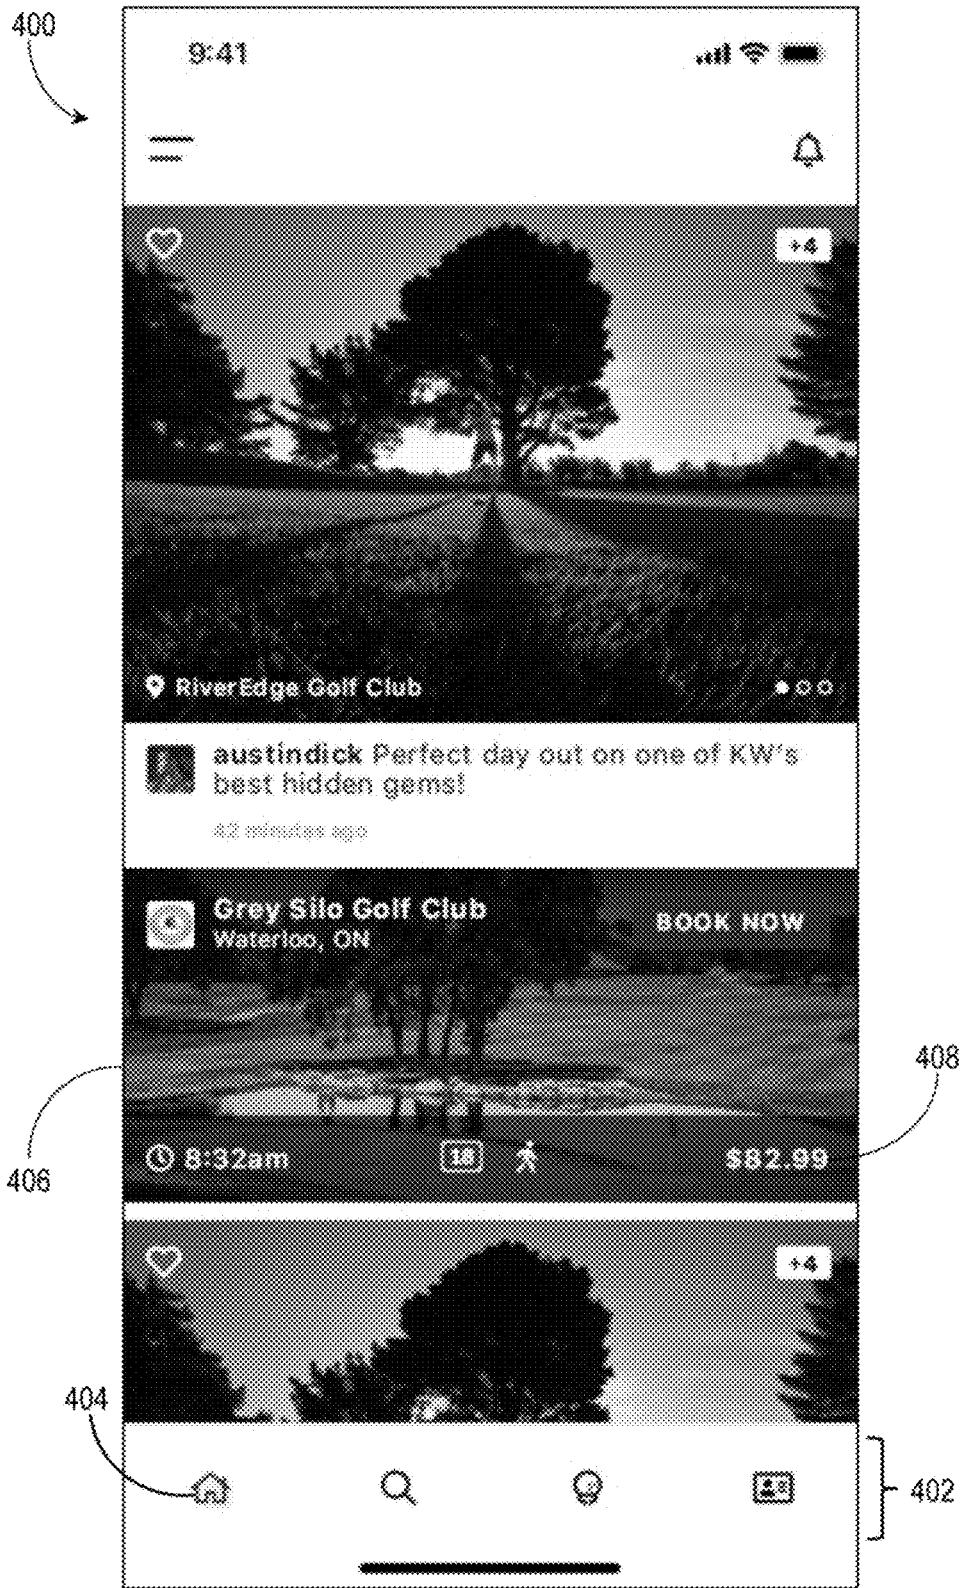 400
9:41
+4
RiverEdge Golf Club
austindick Perfect day out on one of KW's
best hidden gems!
42 minutes ago
Grey Silo Golf Club
Waterloo, ON
BOOK NOW
408
406
8:32am
18
$82.99
+4
404
402